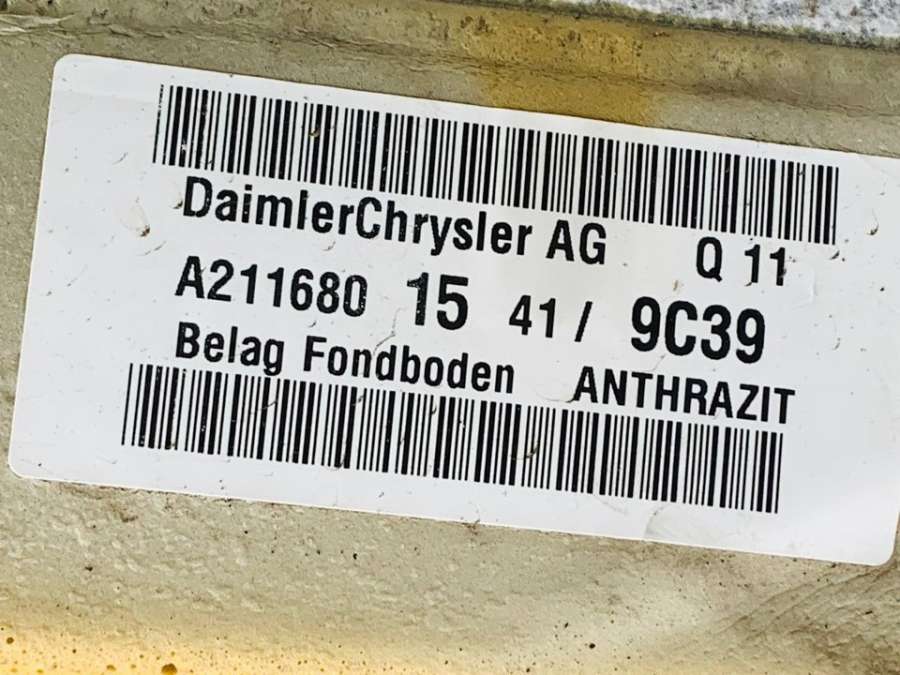 DaimlerChrysler AG Q 11
A211680 15 41 / 9C39
Belag Fondboden ANTHRAZIT